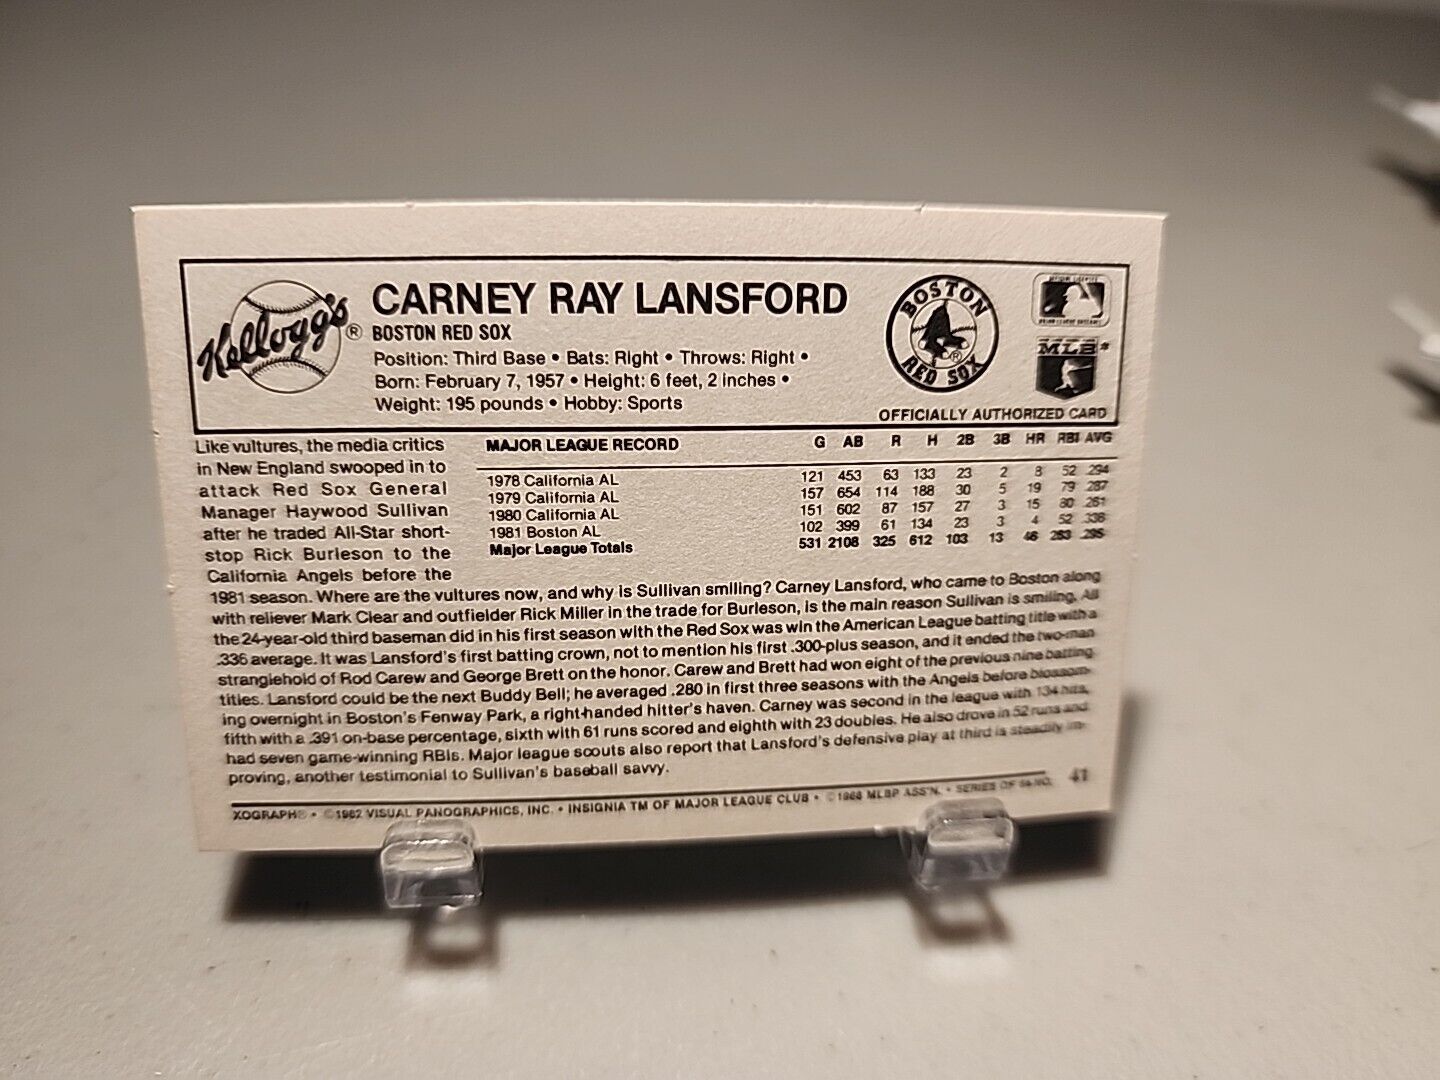 Kellogg's ®
CARNEY RAY LANSFORD
BOSTON RED SOX
Position: Third Base • Bats: Right • Throws: Right •
Born: February 7, 1957 • Height: 6 feet, 2 inches •
Weight: 195 pounds • Hobby: Sports
BOSTON
RED SOX
®
MLB*
OFFICIALLY AUTHORIZED CARD
Like vultures, the media critics
in New England swooped in to
attack Red Sox General
Manager Haywood Sullivan
after he traded All-Star short-
stop Rick Burleson to the
California Angels before the
MAJOR LEAGUE RECORD G AB R H 2B 3B HR RBI AVG
1978 California AL 121 453 63 133 23 2 8 52 .294
1979 California AL 157 654 114 188 30 5 19 79 .287
1980 California AL 151 602 87 157 27 3 15 80 .261
1981 Boston AL 102 399 61 134 23 3 4 52 .336
Major League Totals 531 2108 325 612 103 13 46 263 .295
1981 season. Where are the vultures now, and why is Sullivan smiling? Carney Lansford, who came to Boston along
with reliever Mark Clear and outfielder Rick Miller in the trade for Burleson, is the main reason Sullivan is smiling. All
the 24-year-old third baseman did in his first season with the Red Sox was win the American League batting title with a
.336 average. It was Lansford's first batting crown, not to mention his first .300-plus season, and it ended the two-man
stranglehold of Rod Carew and George Brett on the honor. Carew and Brett had won eight of the previous nine batting
titles. Lansford could be the next Buddy Bell; he averaged .280 in first three seasons with the Angels before blossom-
ing overnight in Boston's Fenway Park, a right-handed hitter's haven. Carney was second in the league with 134 hits,
fifth with a .391 on-base percentage, sixth with 61 runs scored and eighth with 23 doubles. He also drove in 52 runs and
had seven game-winning RBIs. Major league scouts also report that Lansford's defensive play at third is steadily im-
proving, another testimonial to Sullivan's baseball savvy.
XOGRAPH® • ©1982 VISUAL PANOGRAPHICS, INC. • INSIGNIA TM OF MAJOR LEAGUE CLUB • ©1968 MLBP ASS'N. • SERIES OF 64 NO. 41